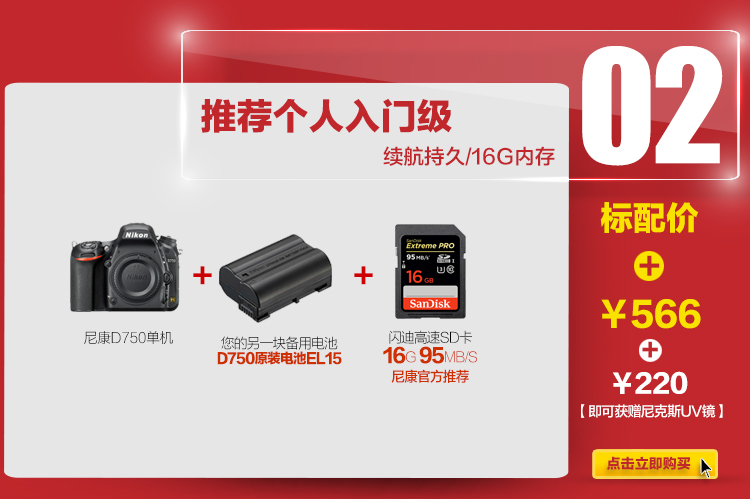 02
推荐个人入门级
续航持久/16G内存
标配价
+
￥566
+
￥220
【 即可获赠尼克斯UV镜 】
点击立即购买
Nikon
+
+
SanDisk
Extreme PRO
95 MB/s
16 GB
SanDisk
尼康D750单机
您的另一块备用电池
D750原装电池EL15
闪迪高速SD卡
16G 95MB/S
尼康官方推荐